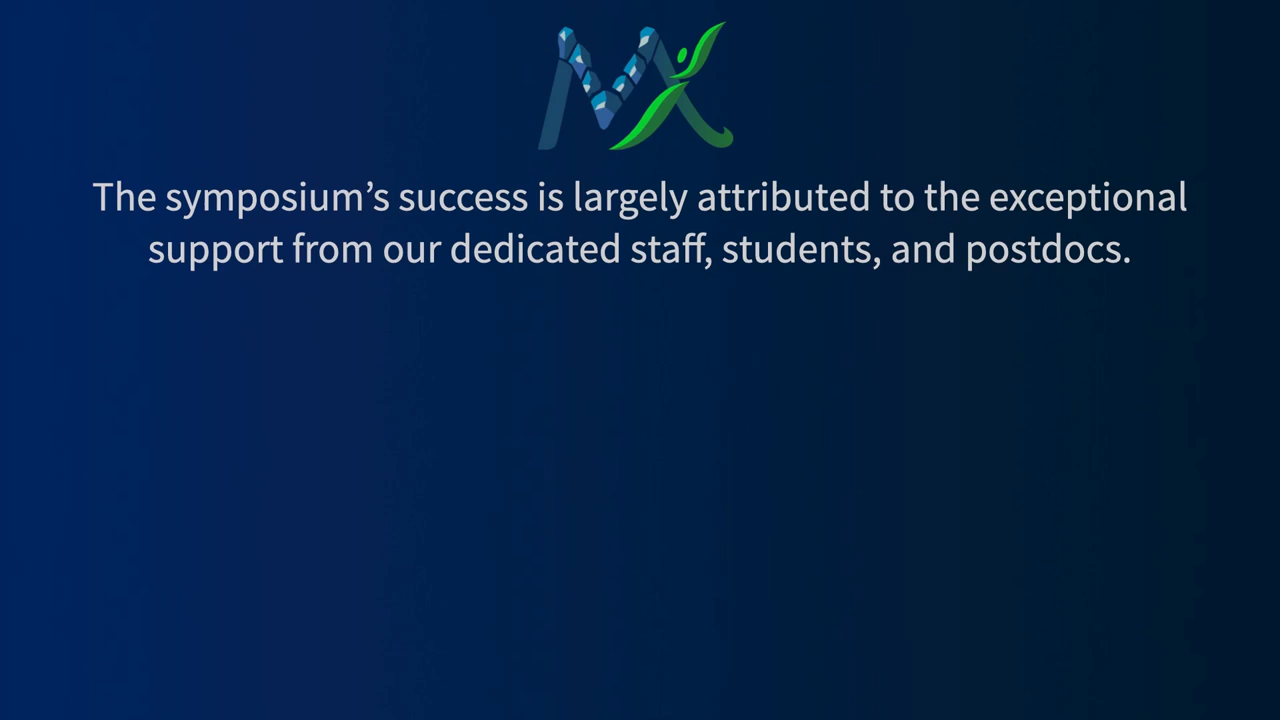 The symposium’s success is largely attributed to the exceptional
support from our dedicated staff, students, and postdocs.